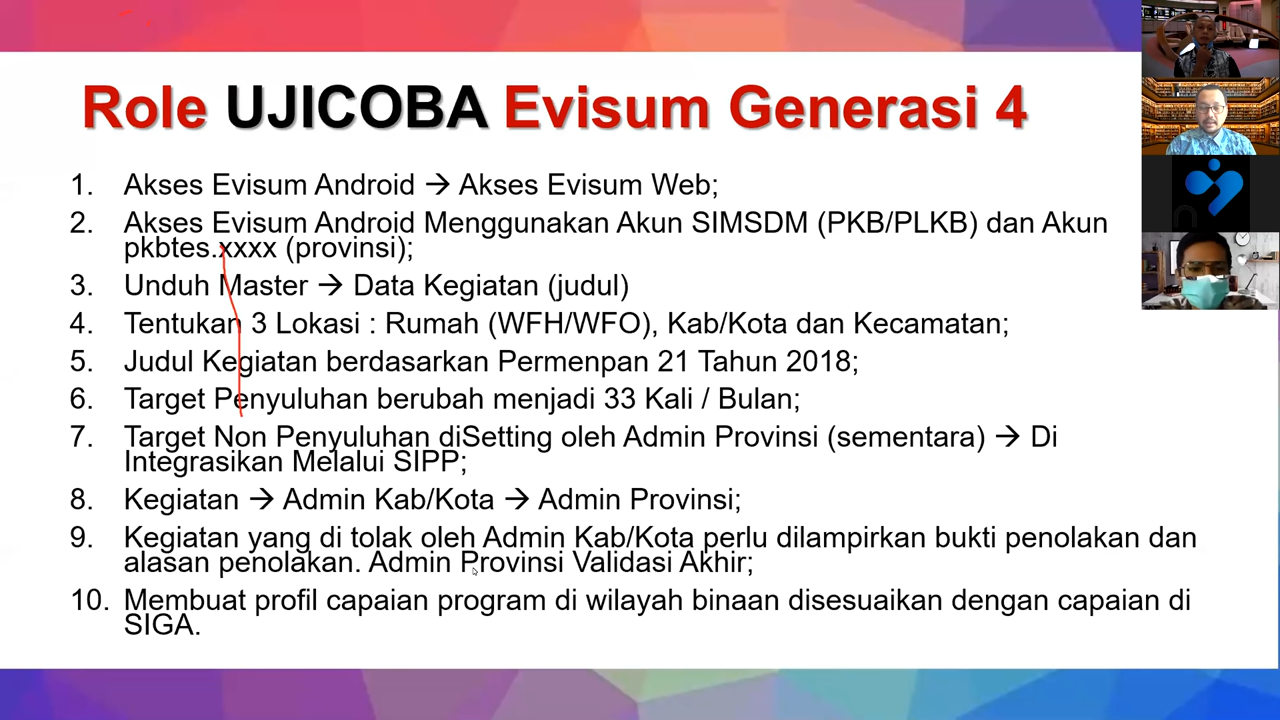 Role UJICOBA Evisum Generasi 4
1. Akses Evisum Android → Akses Evisum Web;
2. Akses Evisum Android Menggunakan Akun SIMSDM (PKB/PLKB) dan Akun
pkbtes.xxxx (provinsi);
3. Unduh Master → Data Kegiatan (judul)
4. Tentukan 3 Lokasi : Rumah (WFH/WFO), Kab/Kota dan Kecamatan;
5. Judul Kegiatan berdasarkan Permenpan 21 Tahun 2018;
6. Target Penyuluhan berubah menjadi 33 Kali / Bulan;
7. Target Non Penyuluhan diSetting oleh Admin Provinsi (sementara) → Di
Integrasikan Melalui SIPP;
8. Kegiatan → Admin Kab/Kota → Admin Provinsi;
9. Kegiatan yang di tolak oleh Admin Kab/Kota perlu dilampirkan bukti penolakan dan
alasan penolakan. Admin Provinsi Validasi Akhir;
10. Membuat profil capaian program di wilayah binaan disesuaikan dengan capaian di
SIGA.